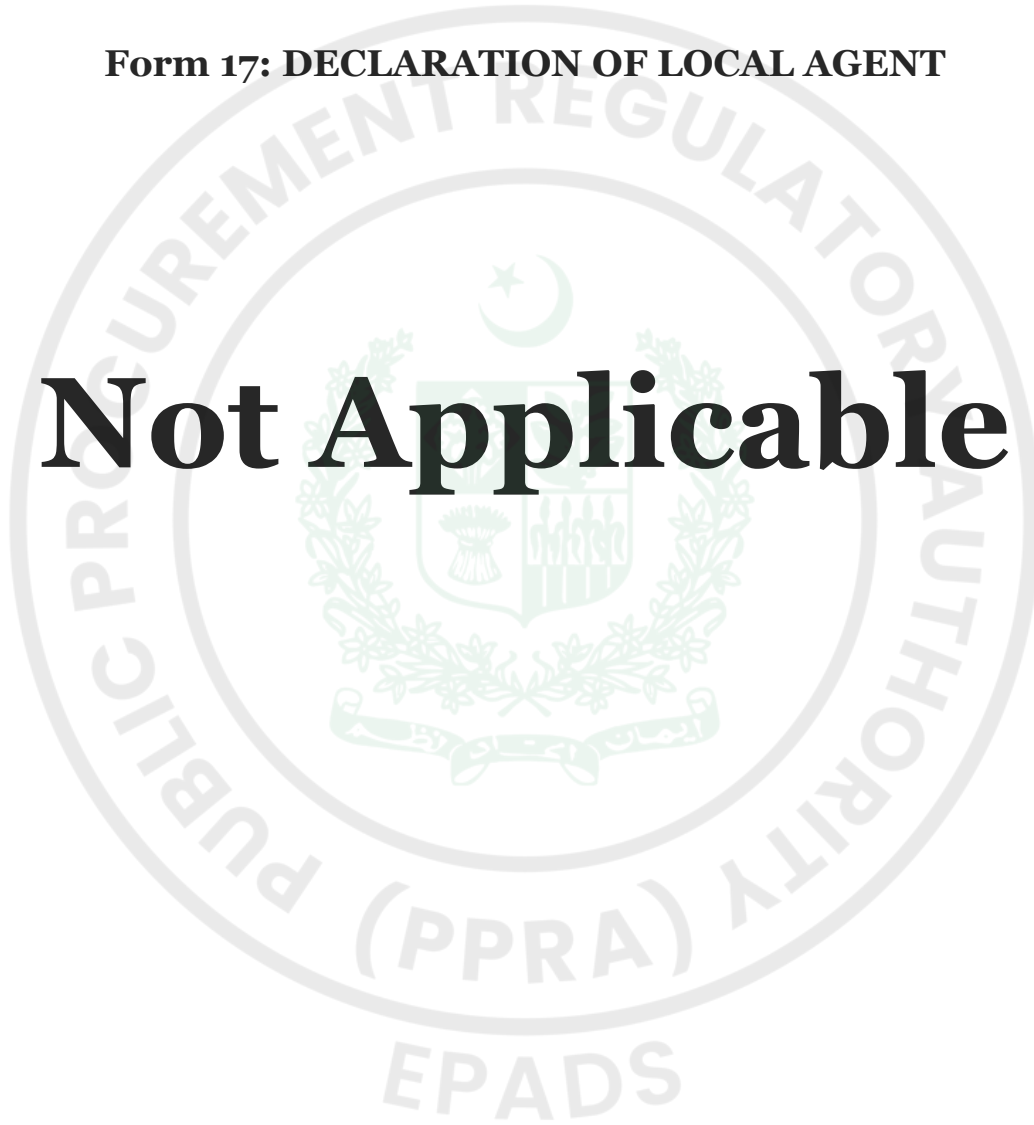 Form 17: DECLARATION OF LOCAL AGENT
Not Applicable
PUBLIC PROCUREMENT REGULATORY AUTHORITY
(PPRA)
EPADS